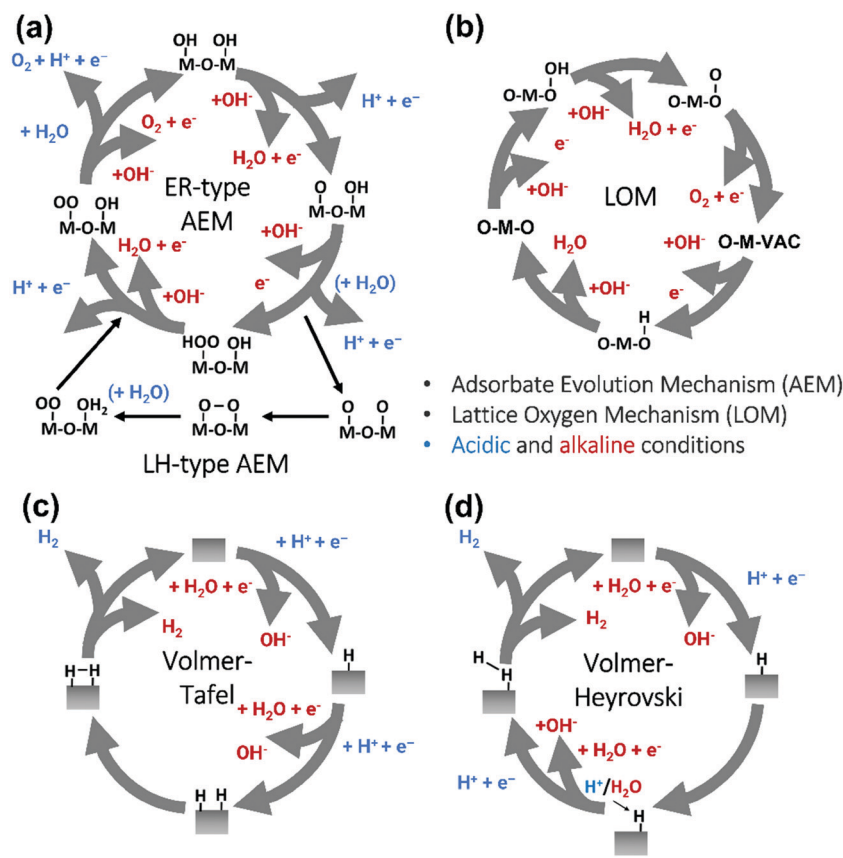 (a)
OH OH
M-O-M
O₂ + H⁺ + e⁻
+OH⁻
H⁺ + e⁻
+ H₂O
O₂ + e⁻
H₂O + e⁻
+OH⁻
ER-type
AEM
O OH
M-O-M
OO OH
M-O-M
+OH⁻
H₂O + e⁻
(+ H₂O)
e⁻
H⁺ + e⁻
+OH⁻
H⁺ + e⁻
HOO OH
M-O-M
(+ H₂O)
OO OH₂
M-O-M
O-O
M-O-M
O O
M-O-M
LH-type AEM
(b)
OH
O-M-O
O
O-M-O
+OH⁻
H₂O + e⁻
e⁻
+OH⁻
LOM
O₂ + e⁻
O-M-O
H₂O
+OH⁻
O-M-VAC
+OH⁻
e⁻
H
O-M-O
• Adsorbate Evolution Mechanism (AEM)
• Lattice Oxygen Mechanism (LOM)
• Acidic and alkaline conditions
(c)
H₂
+ H⁺ + e⁻
+ H₂O + e⁻
H₂
OH⁻
Volmer-
Tafel
H-H
H
+ H₂O + e⁻
OH⁻
+ H⁺ + e⁻
H H
(d)
H₂
H⁺ + e⁻
+ H₂O + e⁻
H₂
OH⁻
Volmer-
Heyrovski
H
H
H
+OH⁻
+ H₂O + e⁻
H⁺ + e⁻
H⁺/H₂O
H